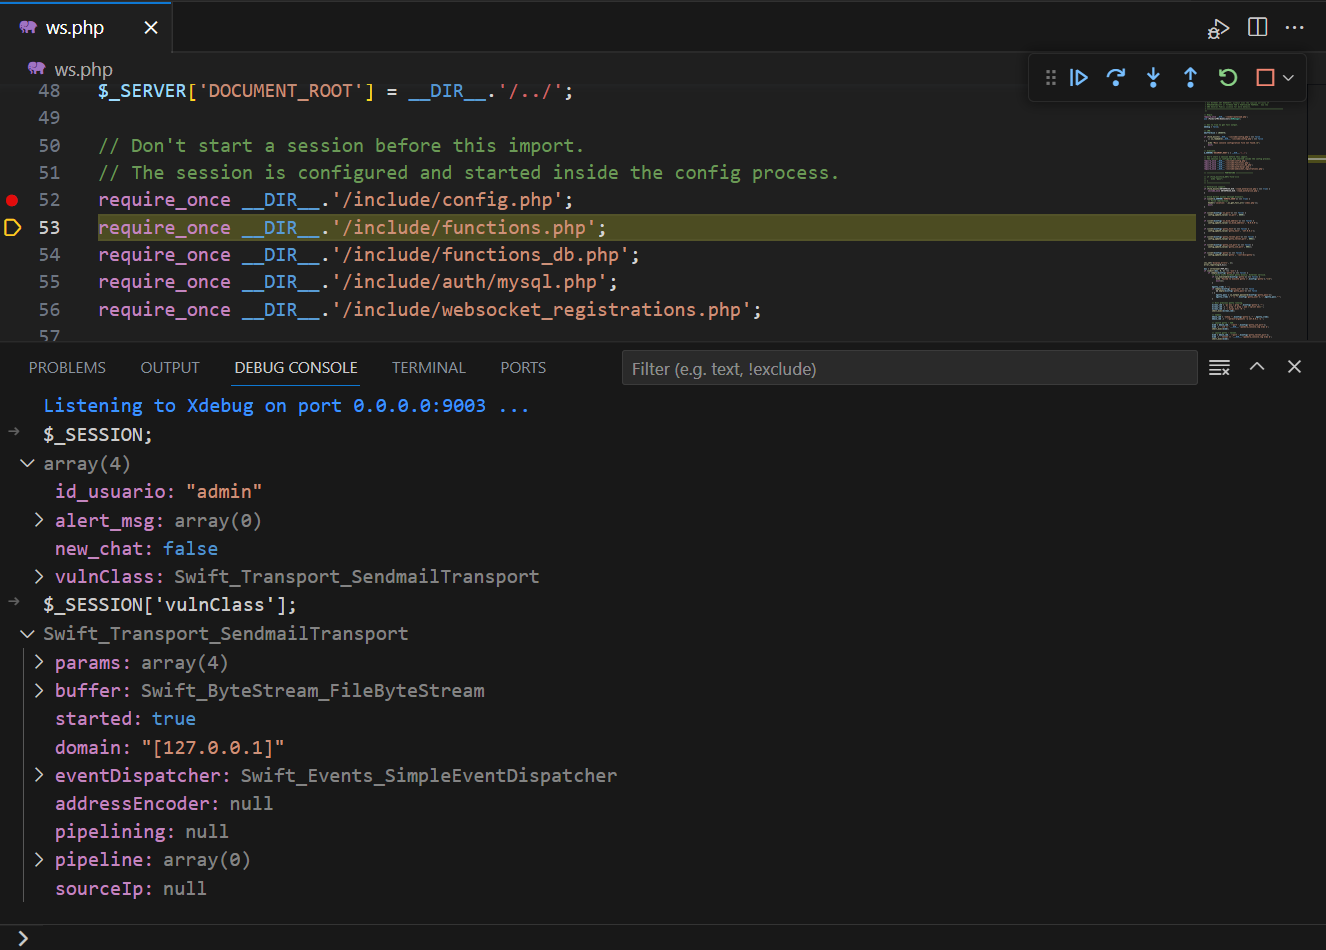 ws.php
ws.php
48 $_SERVER['DOCUMENT_ROOT'] = __DIR__.'/../';
49
50 // Don't start a session before this import.
51 // The session is configured and started inside the config process.
52 require_once __DIR__.'/include/config.php';
53 require_once __DIR__.'/include/functions.php';
54 require_once __DIR__.'/include/functions_db.php';
55 require_once __DIR__.'/include/auth/mysql.php';
56 require_once __DIR__.'/include/websocket_registrations.php';
57
PROBLEMS OUTPUT DEBUG CONSOLE TERMINAL PORTS Filter (e.g. text, !exclude)
Listening to Xdebug on port 0.0.0.0:9003 ...
$_SESSION;
array(4)
id_usuario: "admin"
alert_msg: array(0)
new_chat: false
vulnClass: Swift_Transport_SendmailTransport
$_SESSION['vulnClass'];
Swift_Transport_SendmailTransport
params: array(4)
buffer: Swift_ByteStream_FileByteStream
started: true
domain: "[127.0.0.1]"
eventDispatcher: Swift_Events_SimpleEventDispatcher
addressEncoder: null
pipelining: null
pipeline: array(0)
sourceIp: null